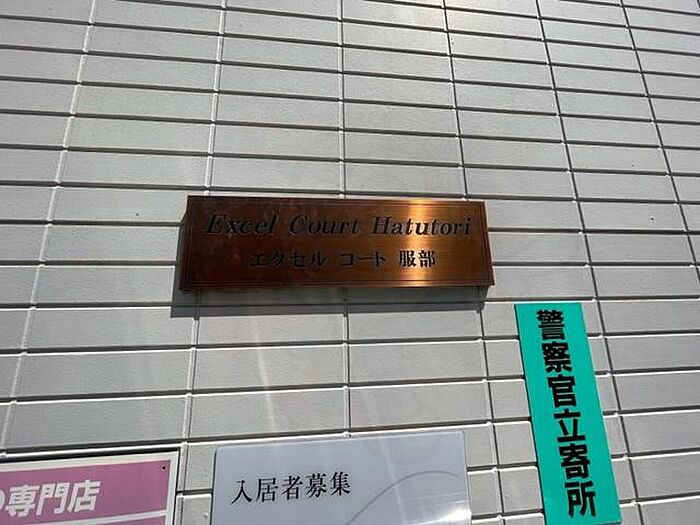 Excel Court Hatutori
エクセル コート 服部
警察官立寄所
入居者募集
専門店